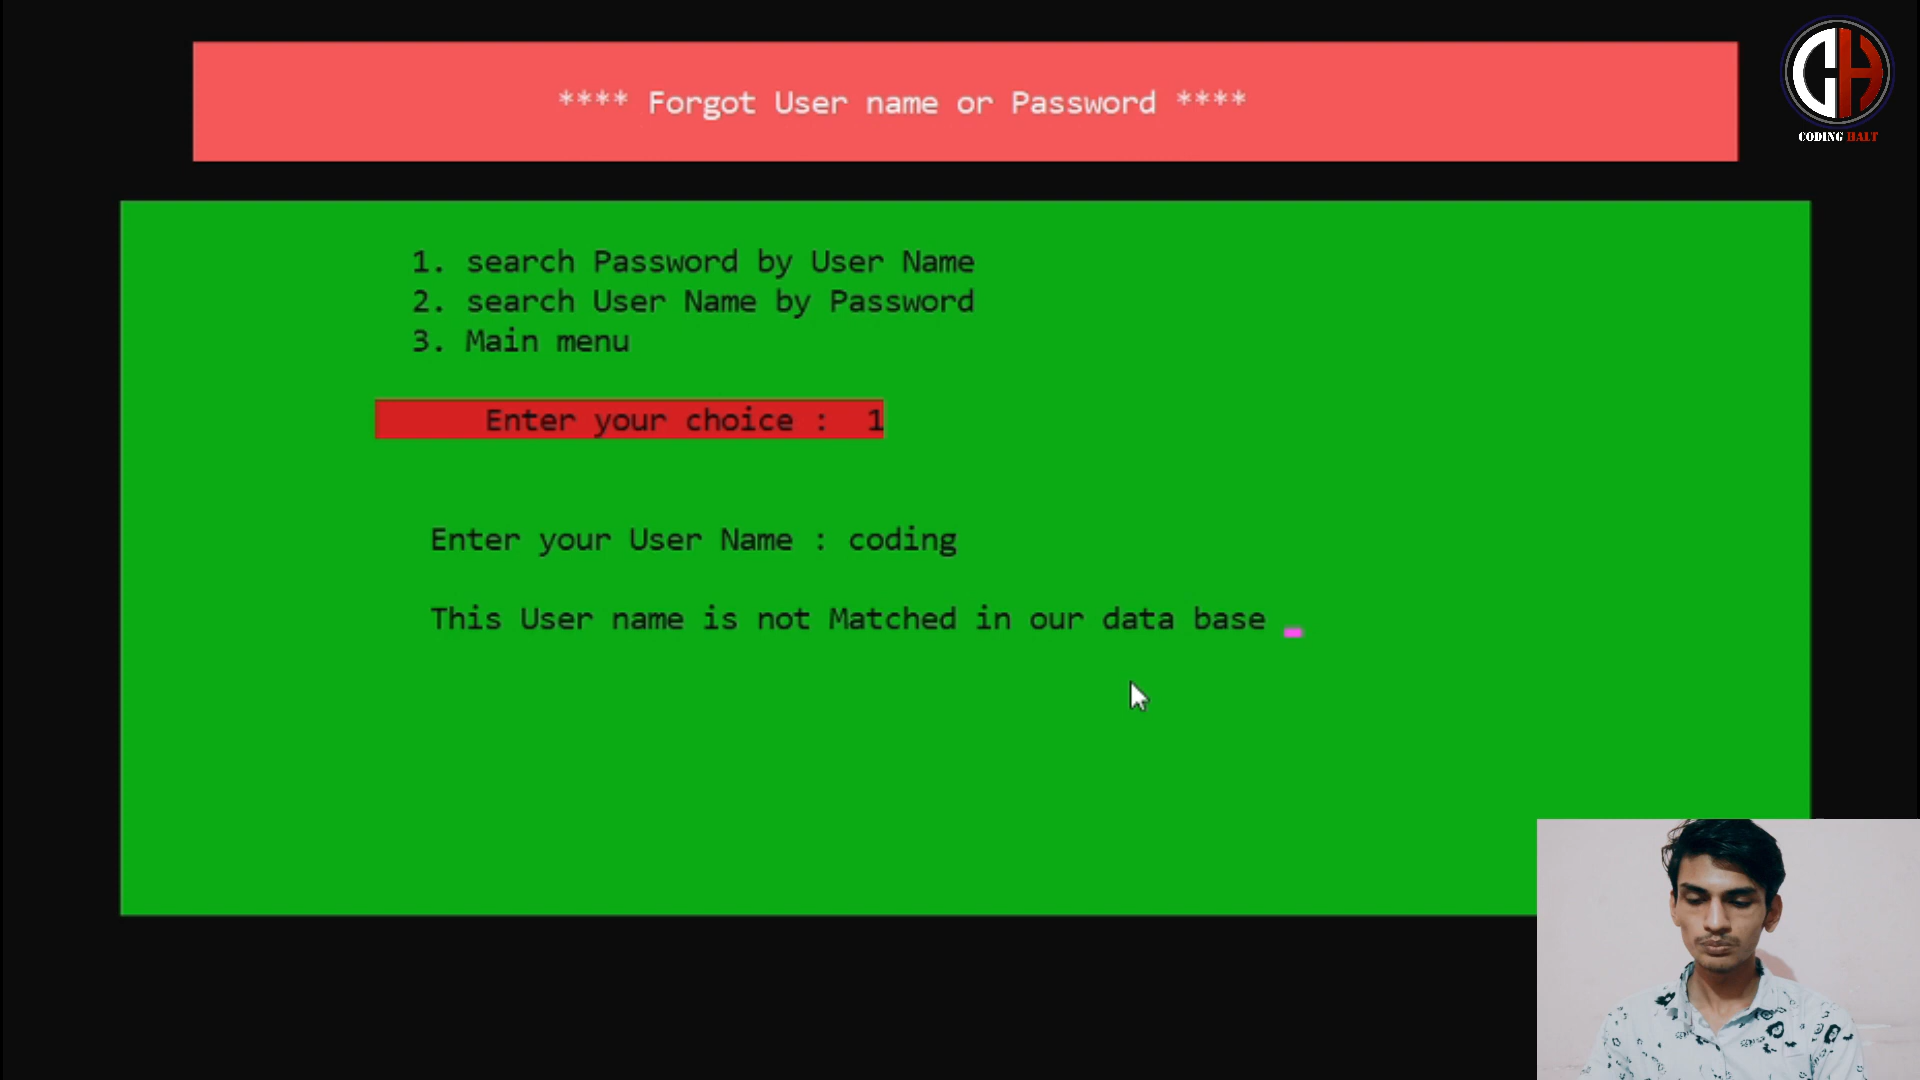 **** Forgot User name or Password ****
CODING HALT
1. search Password by User Name
2. search User Name by Password
3. Main menu
Enter your choice : 1
Enter your User Name : coding
This User name is not Matched in our data base